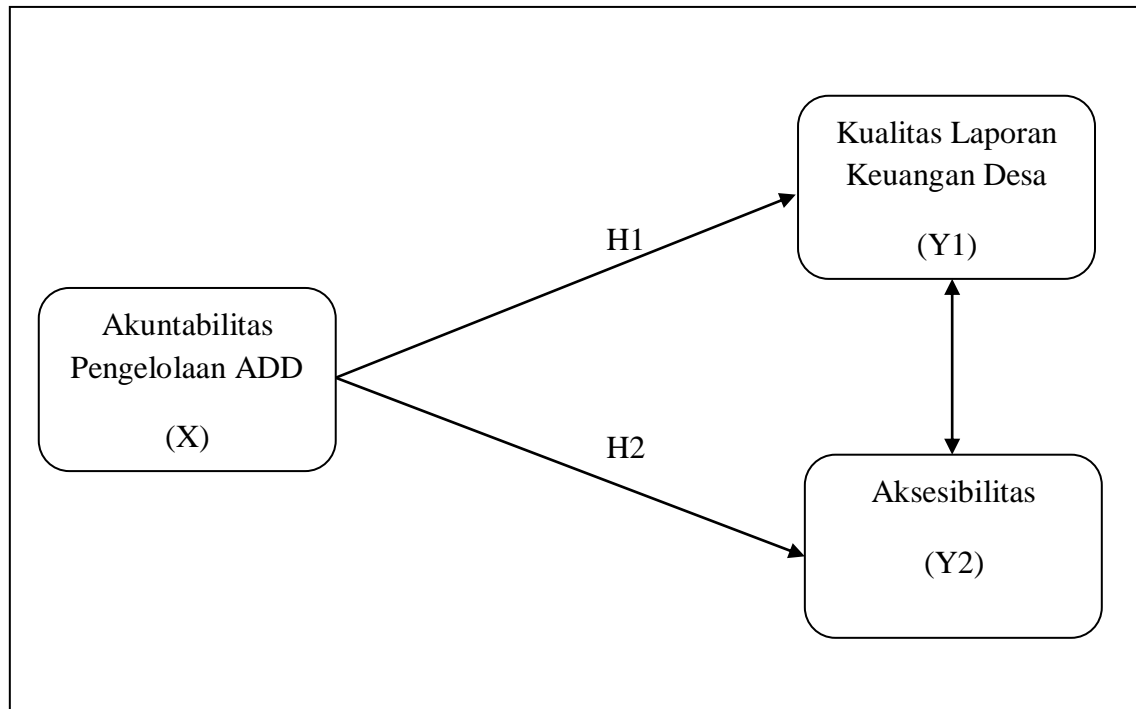 Kualitas Laporan
Keuangan Desa
(Y1)
H1
Akuntabilitas
Pengelolaan ADD
(X)
H2
Aksesibilitas
(Y2)